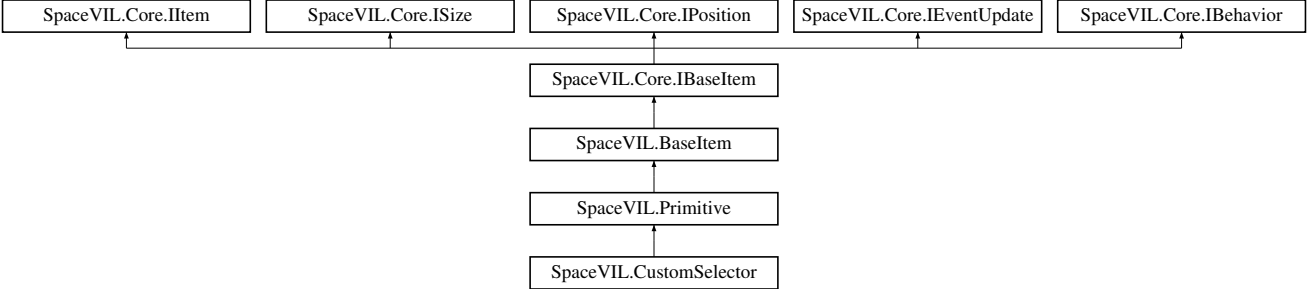 SpaceVIL.Core.IItem
SpaceVIL.Core.ISize
SpaceVIL.Core.IPosition
SpaceVIL.Core.IEventUpdate
SpaceVIL.Core.IBehavior
SpaceVIL.Core.IBaseItem
SpaceVIL.BaseItem
SpaceVIL.Primitive
SpaceVIL.CustomSelector